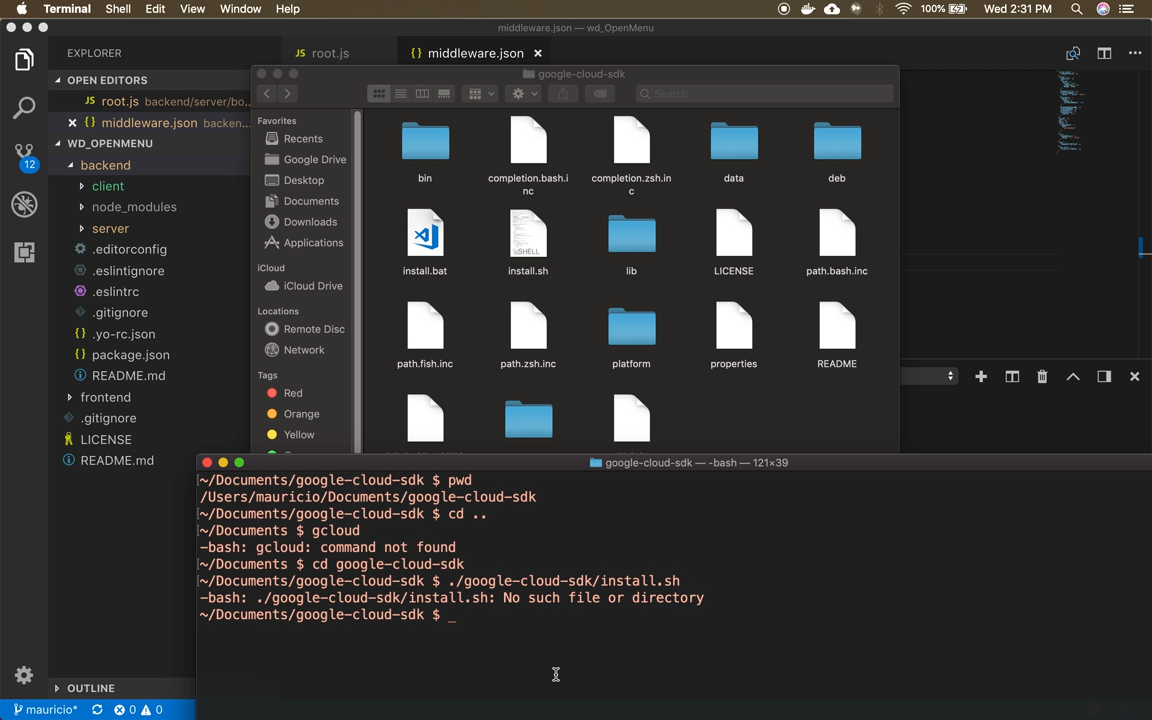 Terminal Shell Edit View Window Help
100% Wed 2:31 PM
middleware.json — wd_OpenMenu
EXPLORER
JS root.js
{} middleware.json ×
OPEN EDITORS
JS root.js backend/server/bo...
× {} middleware.json backen...
WD_OPENMENU
backend
client
node_modules
server
.editorconfig
.eslintignore
.eslintrc
.gitignore
{} .yo-rc.json
{} package.json
README.md
frontend
.gitignore
LICENSE
README.md
OUTLINE
12
mauricio* 0 0
google-cloud-sdk
Search
Favorites
Recents
Google Drive
Desktop
Documents
Downloads
Applications
iCloud
iCloud Drive
Locations
Remote Disc
Network
Tags
Red
Orange
Yellow
bin
completion.bash.i
nc
completion.zsh.in
c
data
deb
install.bat
SHELL
install.sh
lib
LICENSE
path.bash.inc
path.fish.inc
path.zsh.inc
platform
properties
README
google-cloud-sdk — -bash — 121×39
~/Documents/google-cloud-sdk $ pwd
/Users/mauricio/Documents/google-cloud-sdk
~/Documents/google-cloud-sdk $ cd ..
~/Documents $ gcloud
-bash: gcloud: command not found
~/Documents $ cd google-cloud-sdk
~/Documents/google-cloud-sdk $ ./google-cloud-sdk/install.sh
-bash: ./google-cloud-sdk/install.sh: No such file or directory
~/Documents/google-cloud-sdk $ _